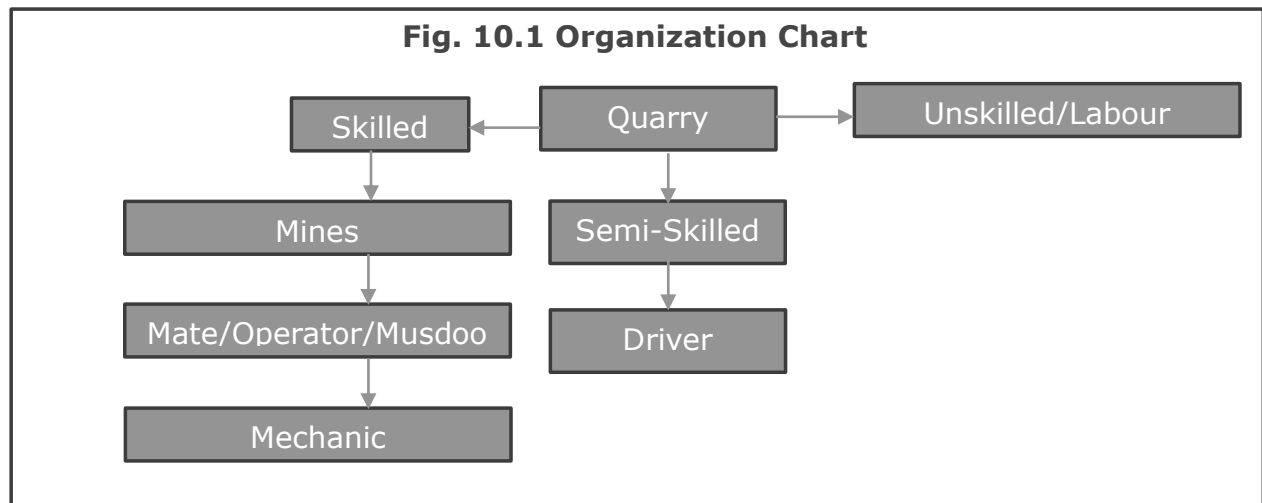 Fig. 10.1 Organization Chart
Skilled
Quarry
Unskilled/Labour
Mines
Semi-Skilled
Mate/Operator/Musdoo
Driver
Mechanic